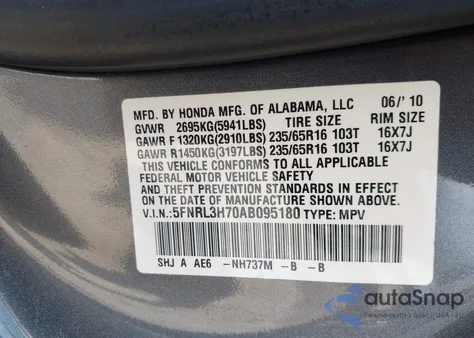 MFD. BY HONDA MFG. OF ALABAMA, LLC 06/' 10
GVWR 2695KG(5941LBS) TIRE SIZE RIM SIZE
GAWR F 1320KG(2910LBS) 235/65R16 103T 16X7J
GAWR R1450KG(3197LBS) 235/65R16 103T 16X7J
THIS VEHICLE CONFORMS TO ALL APPLICABLE
FEDERAL MOTOR VEHICLE SAFETY
AND THEFT PREVENTION STANDARDS IN EFFECT ON
THE DATE OF MANUFACTURE SHOWN ABOVE.
V.I.N.: 5FNRL3H70AB095180 TYPE: MPV
SHJ A AE6 -NH737M -B -B
autoSnap